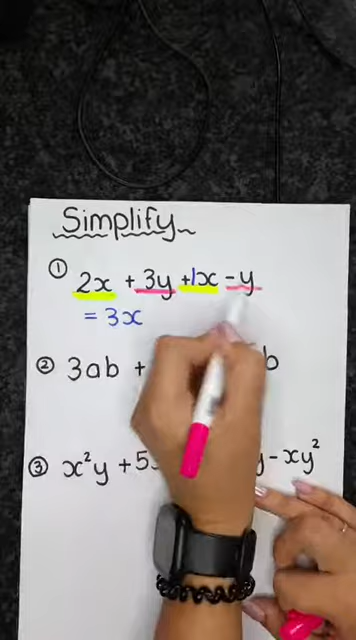 Simplify
① 2x + 3y + 1x - y
= 3x
② 3ab + b
③ x²y + 5 y - xy²